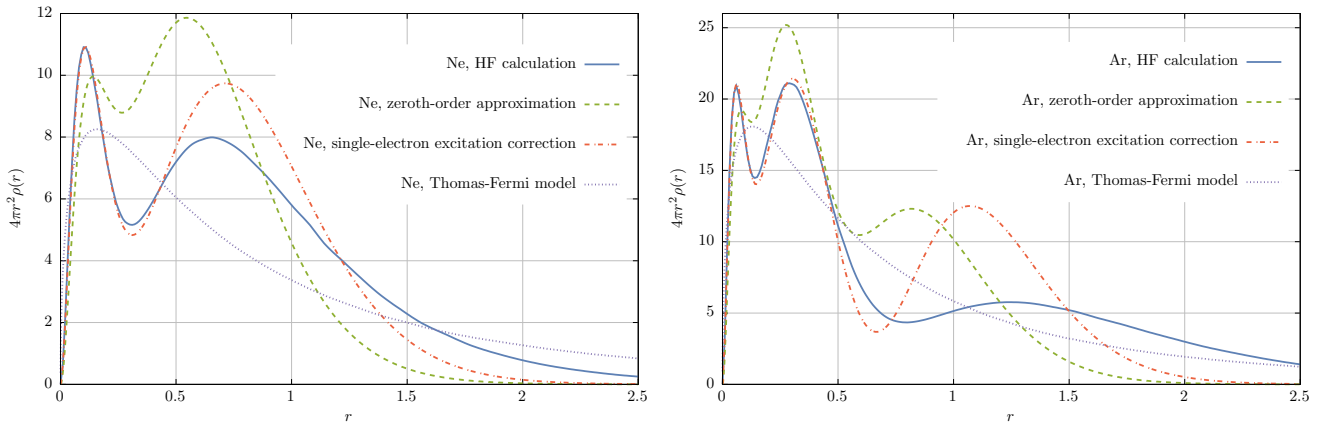 12
10
8
6
4
2
0
4πr²ρ(r)
0
0.5
1
1.5
2
2.5
r
Ne, HF calculation
Ne, zeroth-order approximation
Ne, single-electron excitation correction
Ne, Thomas-Fermi model
25
20
15
10
5
0
4πr²ρ(r)
0
0.5
1
1.5
2
2.5
r
Ar, HF calculation
Ar, zeroth-order approximation
Ar, single-electron excitation correction
Ar, Thomas-Fermi model